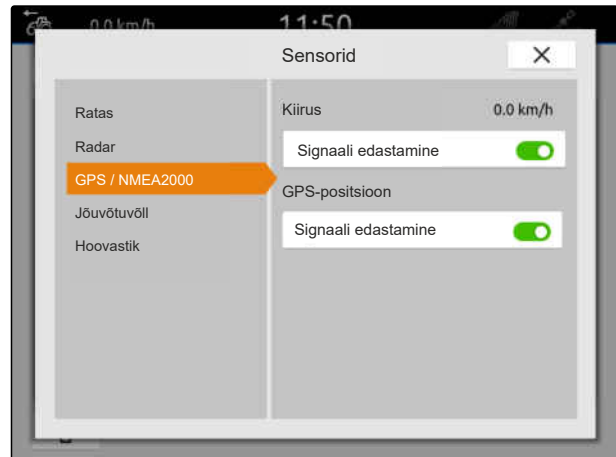 0.0 km/h
11:50
Sensorid
Ratas
Radar
GPS / NMEA2000
Jõuvõtuvõll
Hoovastik
Kiirus 0.0 km/h
Signaali edastamine
GPS-positsioon
Signaali edastamine